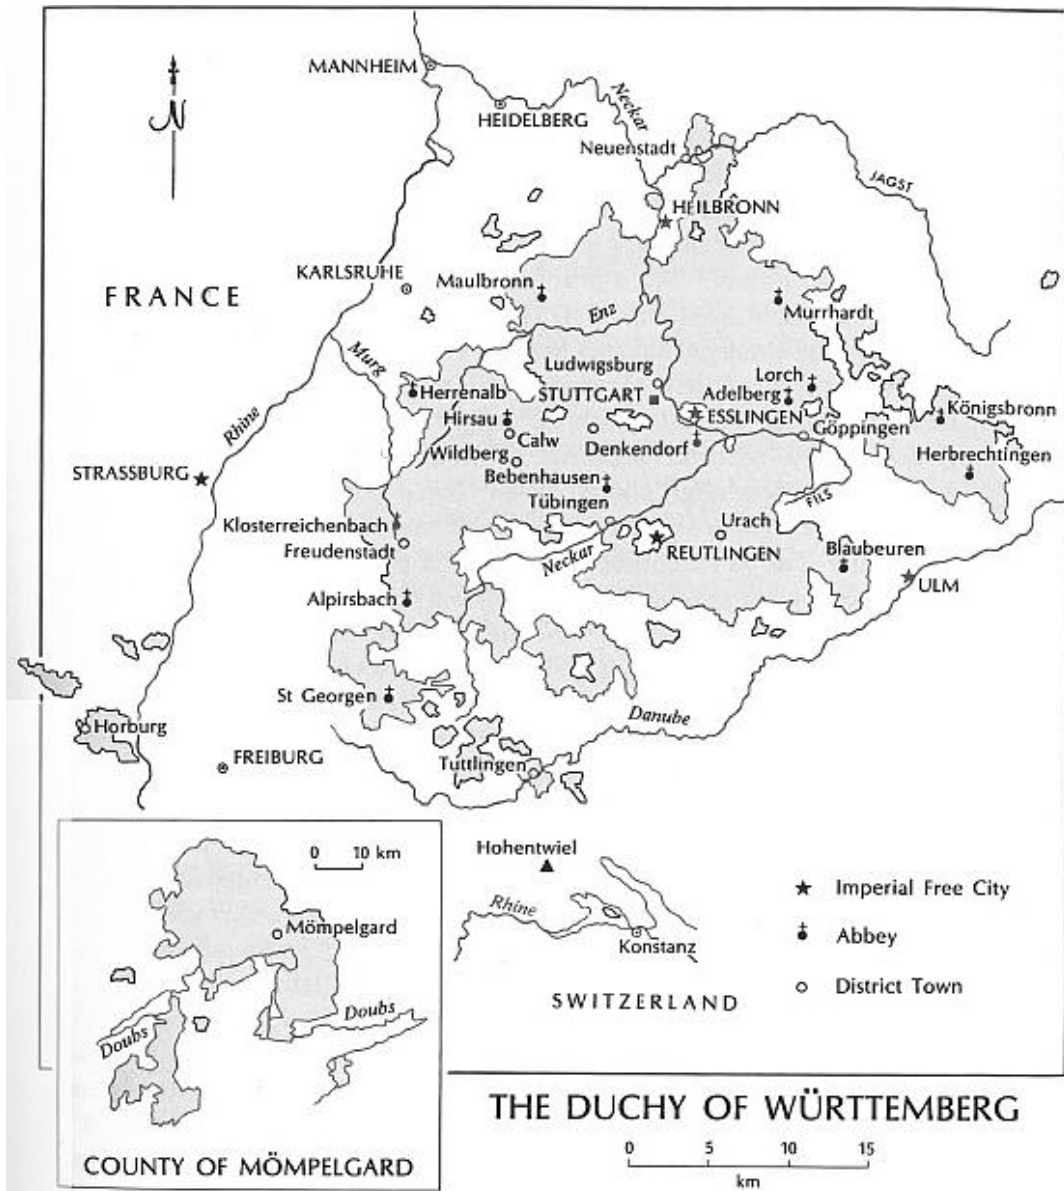 MANNHEIM
N
HEIDELBERG
Neckar
Neuenstadt
JAGST
HEILBRONN
KARLSRUHE
FRANCE
Maulbronn
Enz
Murrhardt
Murg
Ludwigsburg
Lorch
Herrenalb
STUTTGART
Adelberg
Rhine
Hirsau
ESSLINGEN
Königsbronn
Calw
Göppingen
Wildberg
Denkendorf
Herbrechtingen
STRASSBURG
Bebenhausen
Tübingen
FILS
Klosterreichenbach
Urach
Freudenstadt
Neckar
REUTLINGEN
Blaubeuren
ULM
Alpirsbach
St Georgen
Danube
Horburg
FREIBURG
Tuttlingen
Hohentwiel
Rhine
Konstanz
SWITZERLAND
Imperial Free City
Abbey
District Town
0 10 km
Mömpelgard
Doubs
Doubs
COUNTY OF MÖMPELGARD
THE DUCHY OF WÜRTTEMBERG
0 5 10 15
km